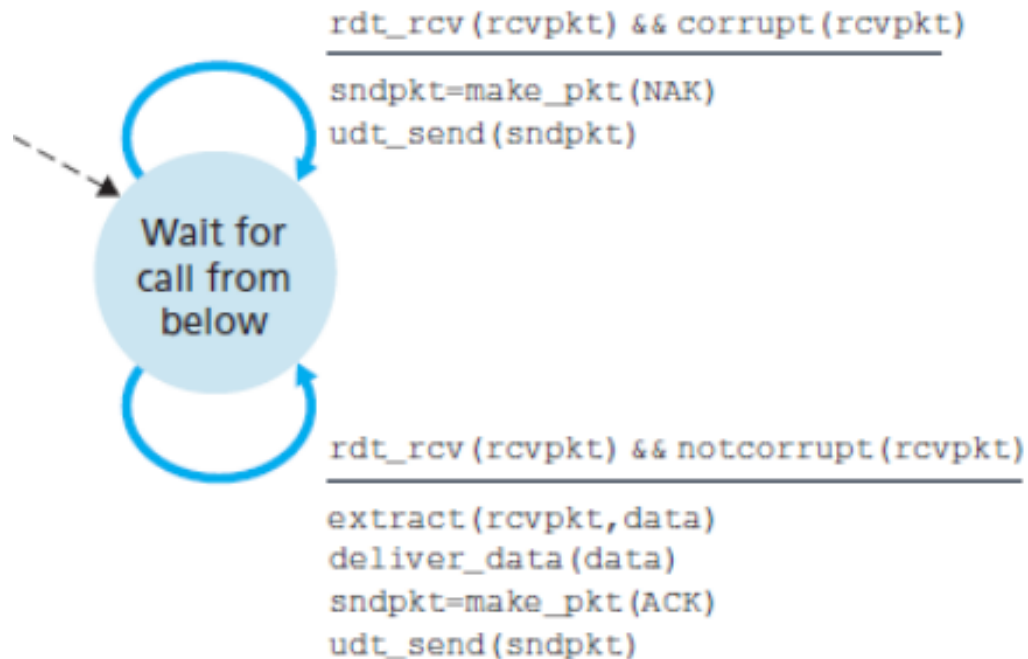 rdt_rcv(rcvpkt) && corrupt(rcvpkt)
sndpkt=make_pkt(NAK)
udt_send(sndpkt)
Wait for
call from
below
rdt_rcv(rcvpkt) && notcorrupt(rcvpkt)
extract(rcvpkt,data)
deliver_data(data)
sndpkt=make_pkt(ACK)
udt_send(sndpkt)